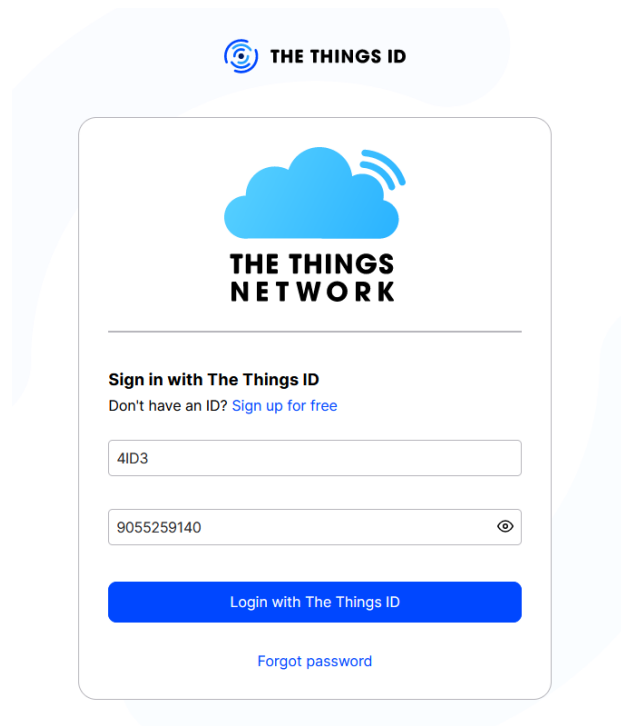 THE THINGS ID
THE THINGS
NETWORK
Sign in with The Things ID
Don't have an ID? Sign up for free
4ID3
9055259140
Login with The Things ID
Forgot password